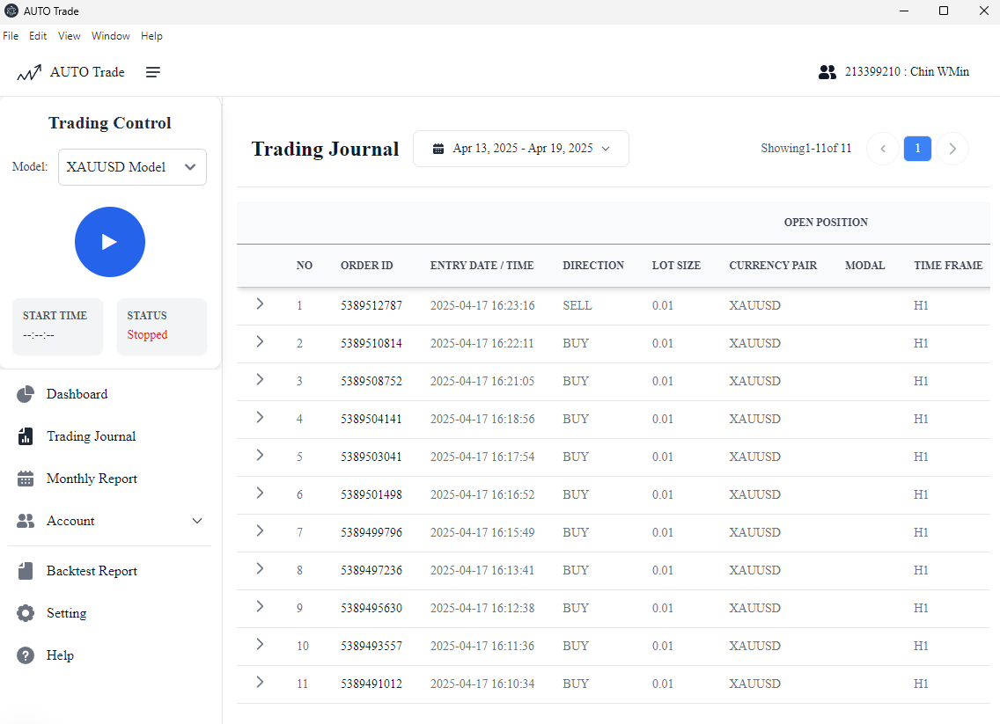 AUTO Trade
File Edit View Window Help
AUTO Trade
213399210 : Chin WMin
Trading Control
Model: XAUUSD Model
START TIME
--:--:--
STATUS
Stopped
Dashboard
Trading Journal
Monthly Report
Account
Backtest Report
Setting
Help
Trading Journal
Apr 13, 2025 - Apr 19, 2025
Showing1-11of 11
1
OPEN POSITION
NO ORDER ID ENTRY DATE / TIME DIRECTION LOT SIZE CURRENCY PAIR MODAL TIME FRAME
1 5389512787 2025-04-17 16:23:16 SELL 0.01 XAUUSD H1
2 5389510814 2025-04-17 16:22:11 BUY 0.01 XAUUSD H1
3 5389508752 2025-04-17 16:21:05 BUY 0.01 XAUUSD H1
4 5389504141 2025-04-17 16:18:56 BUY 0.01 XAUUSD H1
5 5389503041 2025-04-17 16:17:54 BUY 0.01 XAUUSD H1
6 5389501498 2025-04-17 16:16:52 BUY 0.01 XAUUSD H1
7 5389499796 2025-04-17 16:15:49 BUY 0.01 XAUUSD H1
8 5389497236 2025-04-17 16:13:41 BUY 0.01 XAUUSD H1
9 5389495630 2025-04-17 16:12:38 BUY 0.01 XAUUSD H1
10 5389493557 2025-04-17 16:11:36 BUY 0.01 XAUUSD H1
11 5389491012 2025-04-17 16:10:34 BUY 0.01 XAUUSD H1